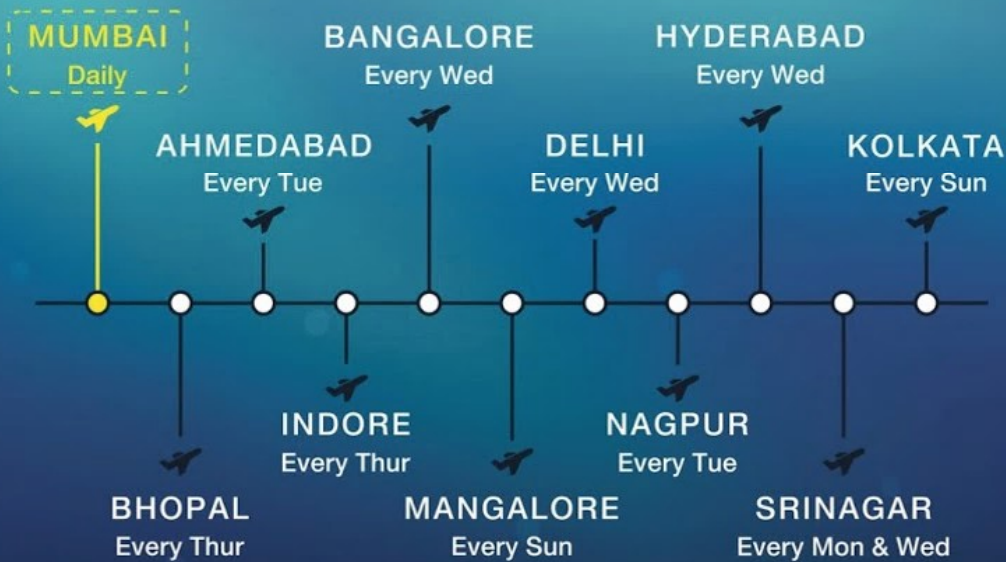 MUMBAI
Daily
BANGALORE
Every Wed
HYDERABAD
Every Wed
AHMEDABAD
Every Tue
DELHI
Every Wed
KOLKATA
Every Sun
INDORE
Every Thur
NAGPUR
Every Tue
BHOPAL
Every Thur
MANGALORE
Every Sun
SRINAGAR
Every Mon & Wed